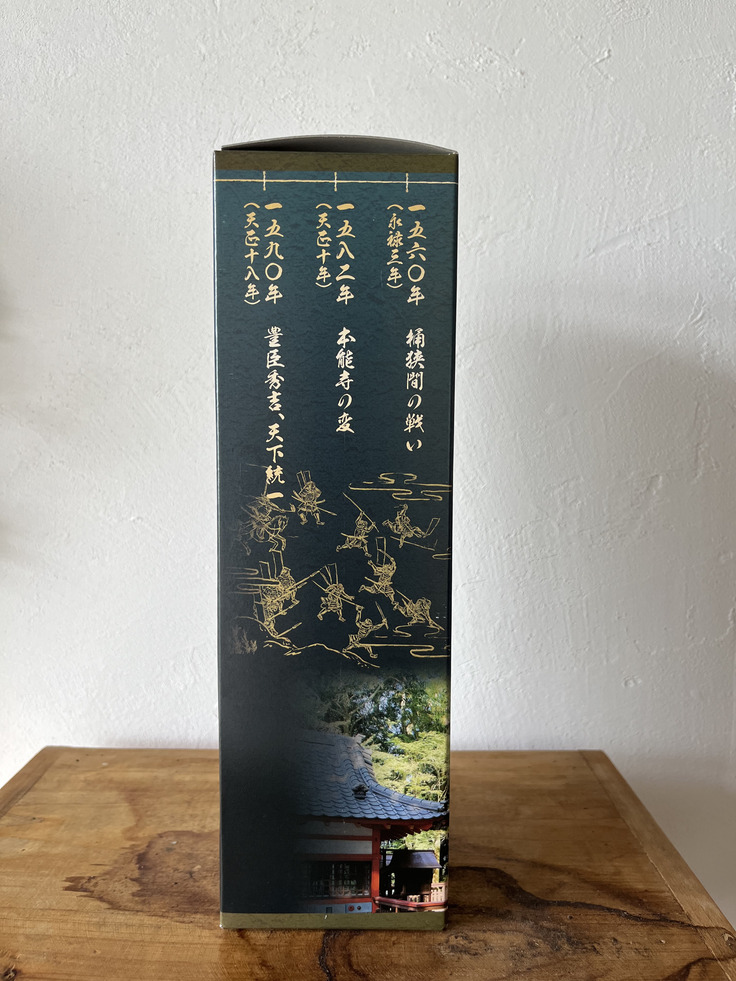 一五六〇年 桶狭間の戦い
（永禄三年）
一五八二年 本能寺の変
（天正十年）
一五九〇年 豊臣秀吉、天下統一
（天正十八年）